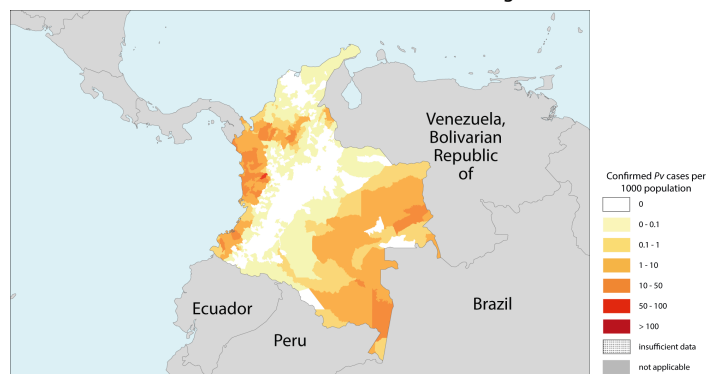 Venezuela,
Bolivarian
Republic
of
Ecuador
Peru
Brazil
Confirmed Pv cases per
1000 population
0
0 - 0.1
0.1 - 1
1 - 10
10 - 50
50 - 100
> 100
insufficient data
not applicable